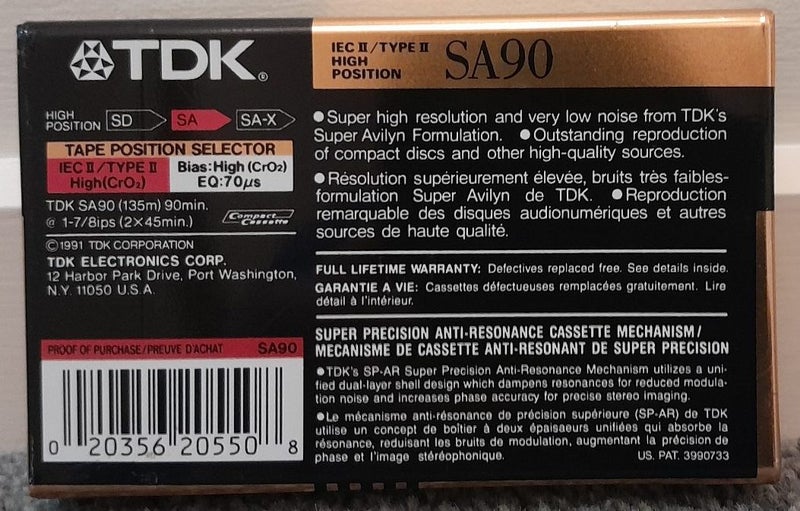 TDK®
IEC II/TYPE II
HIGH
POSITION
SA90
HIGH
POSITION
SD
SA
SA-X
TAPE POSITION SELECTOR
IEC II/TYPE II
High(CrO2)
Bias:High (CrO2)
EQ:70µs
TDK SA90 (135m) 90min.
@ 1-7/8ips (2×45min.)
Compact
Cassette
©1991 TDK CORPORATION
TDK ELECTRONICS CORP.
12 Harbor Park Drive, Port Washington,
N.Y. 11050 U.S.A.
PROOF OF PURCHASE/PREUVE D'ACHAT SA90
0 20356 20550 8
●Super high resolution and very low noise from TDK's
Super Avilyn Formulation. ●Outstanding reproduction
of compact discs and other high-quality sources.
●Résolution supérieurement élevée, bruits très faibles-
formulation Super Avilyn de TDK. ●Reproduction
remarquable des disques audionumériques et autres
sources de haute qualité.
FULL LIFETIME WARRANTY: Defectives replaced free. See details inside.
GARANTIE A VIE: Cassettes défectueuses remplacées gratuitement. Lire
détail à l'intérieur.
SUPER PRECISION ANTI-RESONANCE CASSETTE MECHANISM/
MECANISME DE CASSETTE ANTI-RESONANT DE SUPER PRECISION
●TDK's SP-AR Super Precision Anti-Resonance Mechanism utilizes a uni-
fied dual-layer shell design which dampens resonances for reduced modula-
tion noise and increases phase accuracy for precise stereo imaging.
●Le mécanisme anti-résonance de précision supérieure (SP-AR) de TDK
utilise un concept de boîtier à deux épaisaeurs unifiées qui absorbe la
résonance, reduisant les bruits de modulation, augmentant la précision de
phase et l'image stéréophonique.
US. PAT. 3990733